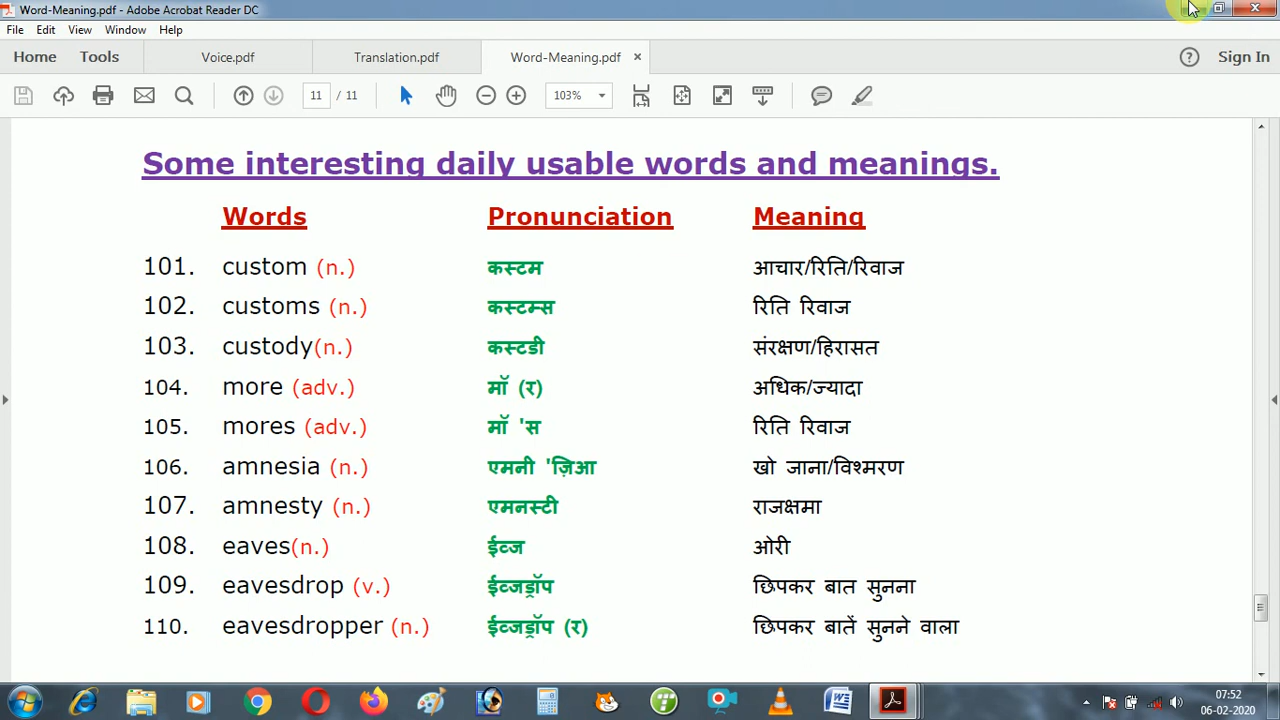 Word-Meaning.pdf - Adobe Acrobat Reader DC
File Edit View Window Help
Home Tools Voice.pdf Translation.pdf Word-Meaning.pdf × ? Sign In
11 / 11 103%
Some interesting daily usable words and meanings.
Words Pronunciation Meaning
101. custom (n.) कस्टम आचार/रिति/रिवाज
102. customs (n.) कस्टम्स रिति रिवाज
103. custody(n.) कस्टडी संरक्षण/हिरासत
104. more (adv.) मॉ (र) अधिक/ज्यादा
105. mores (adv.) मॉ 'स रिति रिवाज
106. amnesia (n.) एमनी 'ज़िआ खो जाना/विश्मरण
107. amnesty (n.) एमनस्टी राजक्षमा
108. eaves(n.) ईव्ज ओरी
109. eavesdrop (v.) ईव्जड्रॉप छिपकर बात सुनना
110. eavesdropper (n.) ईव्जड्रॉप (र) छिपकर बातें सुनने वाला
07:52
06-02-2020